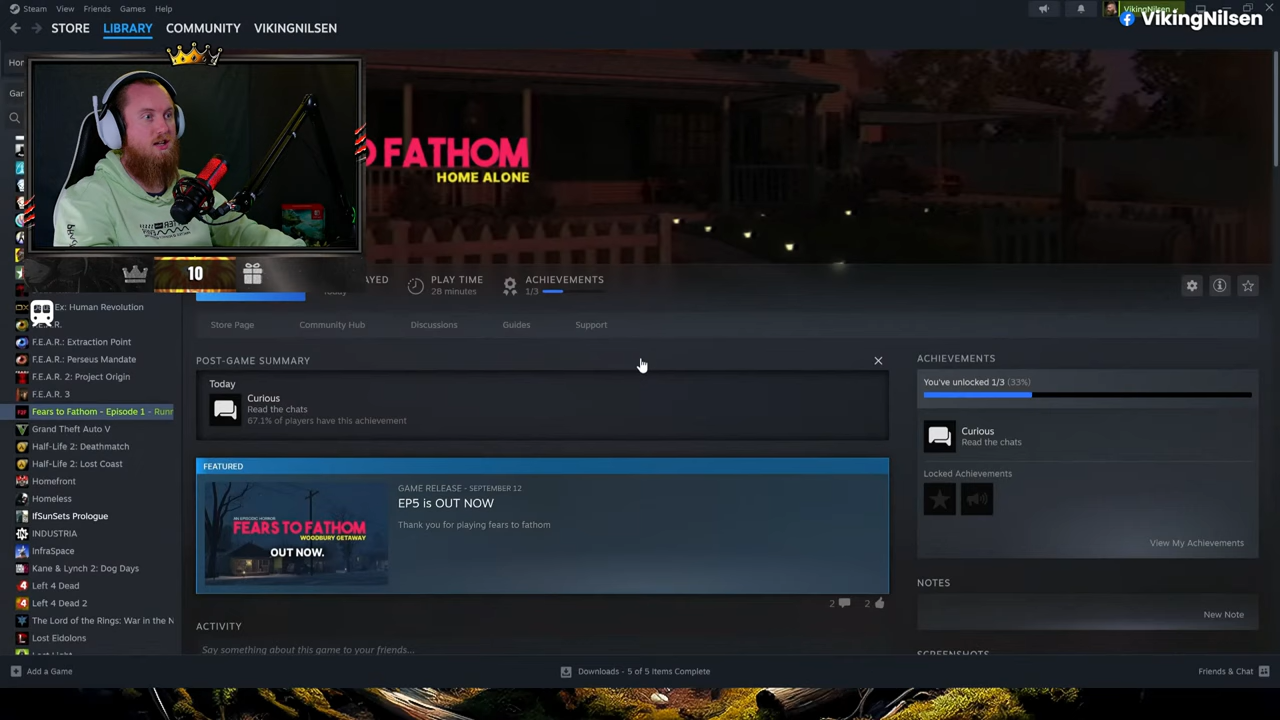 Steam View Friends Games Help
VikingNilsen
STORE LIBRARY COMMUNITY VIKINGNILSEN
VikingNilsen
FATHOM
HOME ALONE
10
PLAY TIME
28 minutes
ACHIEVEMENTS
1/3
Store Page Community Hub Discussions Guides Support
Ex: Human Revolution
F.E.A.R.: Extraction Point
F.E.A.R.: Perseus Mandate
F.E.A.R. 2: Project Origin
F.E.A.R. 3
Fears to Fathom - Episode 1 - Runn
Grand Theft Auto V
Half-Life 2: Deathmatch
Half-Life 2: Lost Coast
Homefront
Homeless
IfSunSets Prologue
INDUSTRIA
InfraSpace
Kane & Lynch 2: Dog Days
Left 4 Dead
Left 4 Dead 2
The Lord of the Rings: War in the N
Lost Eidolons
POST-GAME SUMMARY
Today
Curious
Read the chats
67.1% of players have this achievement
FEATURED
FEARS TO FATHOM
WOODBURY GETAWAY
OUT NOW.
GAME RELEASE - SEPTEMBER 12
EP5 is OUT NOW
Thank you for playing fears to fathom
2 2
ACTIVITY
Say something about this game to your friends...
ACHIEVEMENTS
You've unlocked 1/3 (33%)
Curious
Read the chats
Locked Achievements
View My Achievements
NOTES
New Note
SCREENSHOTS
Add a Game
Downloads - 5 of 5 Items Complete
Friends & Chat